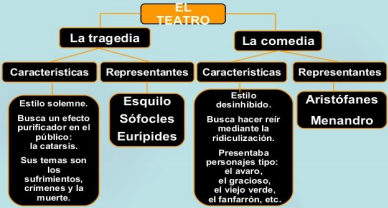 EL
TEATRO
La tragedia
La comedia
Características
Representantes
Características
Representantes
Estilo solemne.
Busca un efecto
purificador en el
público:
la catarsis.
Sus temas son
los
sufrimientos,
crímenes y la
muerte.
Esquilo
Sófocles
Eurípides
Estilo
desinhibido.
Busca hacer reír
mediante la
ridiculización.
Presentaba
personajes tipo:
el avaro,
el gracioso,
el viejo verde,
el fanfarrón, etc.
Aristófanes
Menandro